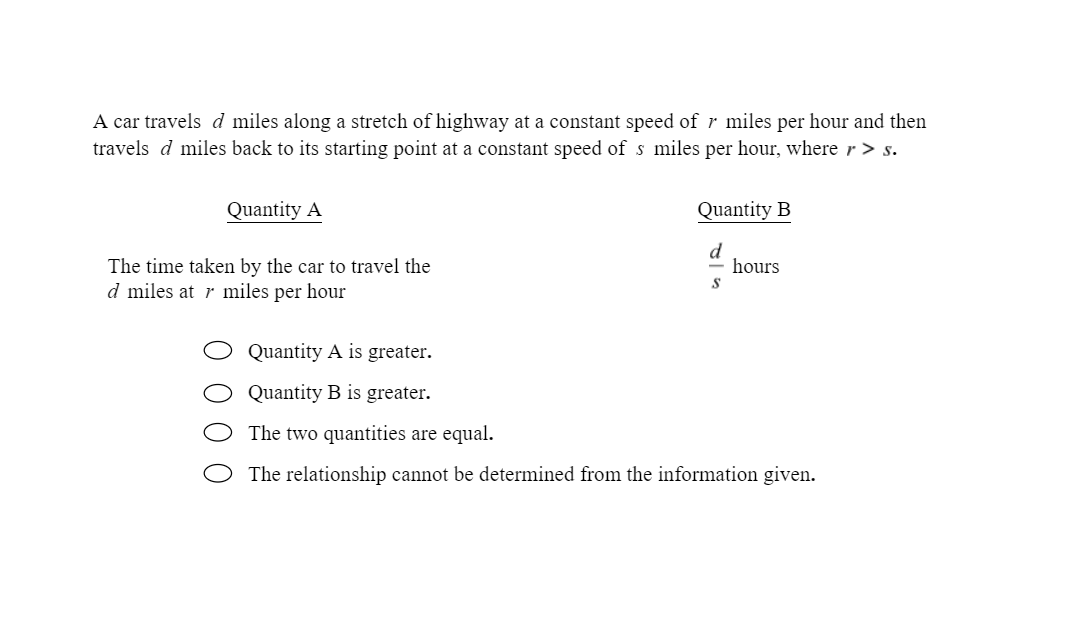 A car travels d miles along a stretch of highway at a constant speed of r miles per hour and then
travels d miles back to its starting point at a constant speed of s miles per hour, where r > s.
Quantity A
Quantity B
The time taken by the car to travel the
d miles at r miles per hour
d
s
hours
Quantity A is greater.
Quantity B is greater.
The two quantities are equal.
The relationship cannot be determined from the information given.